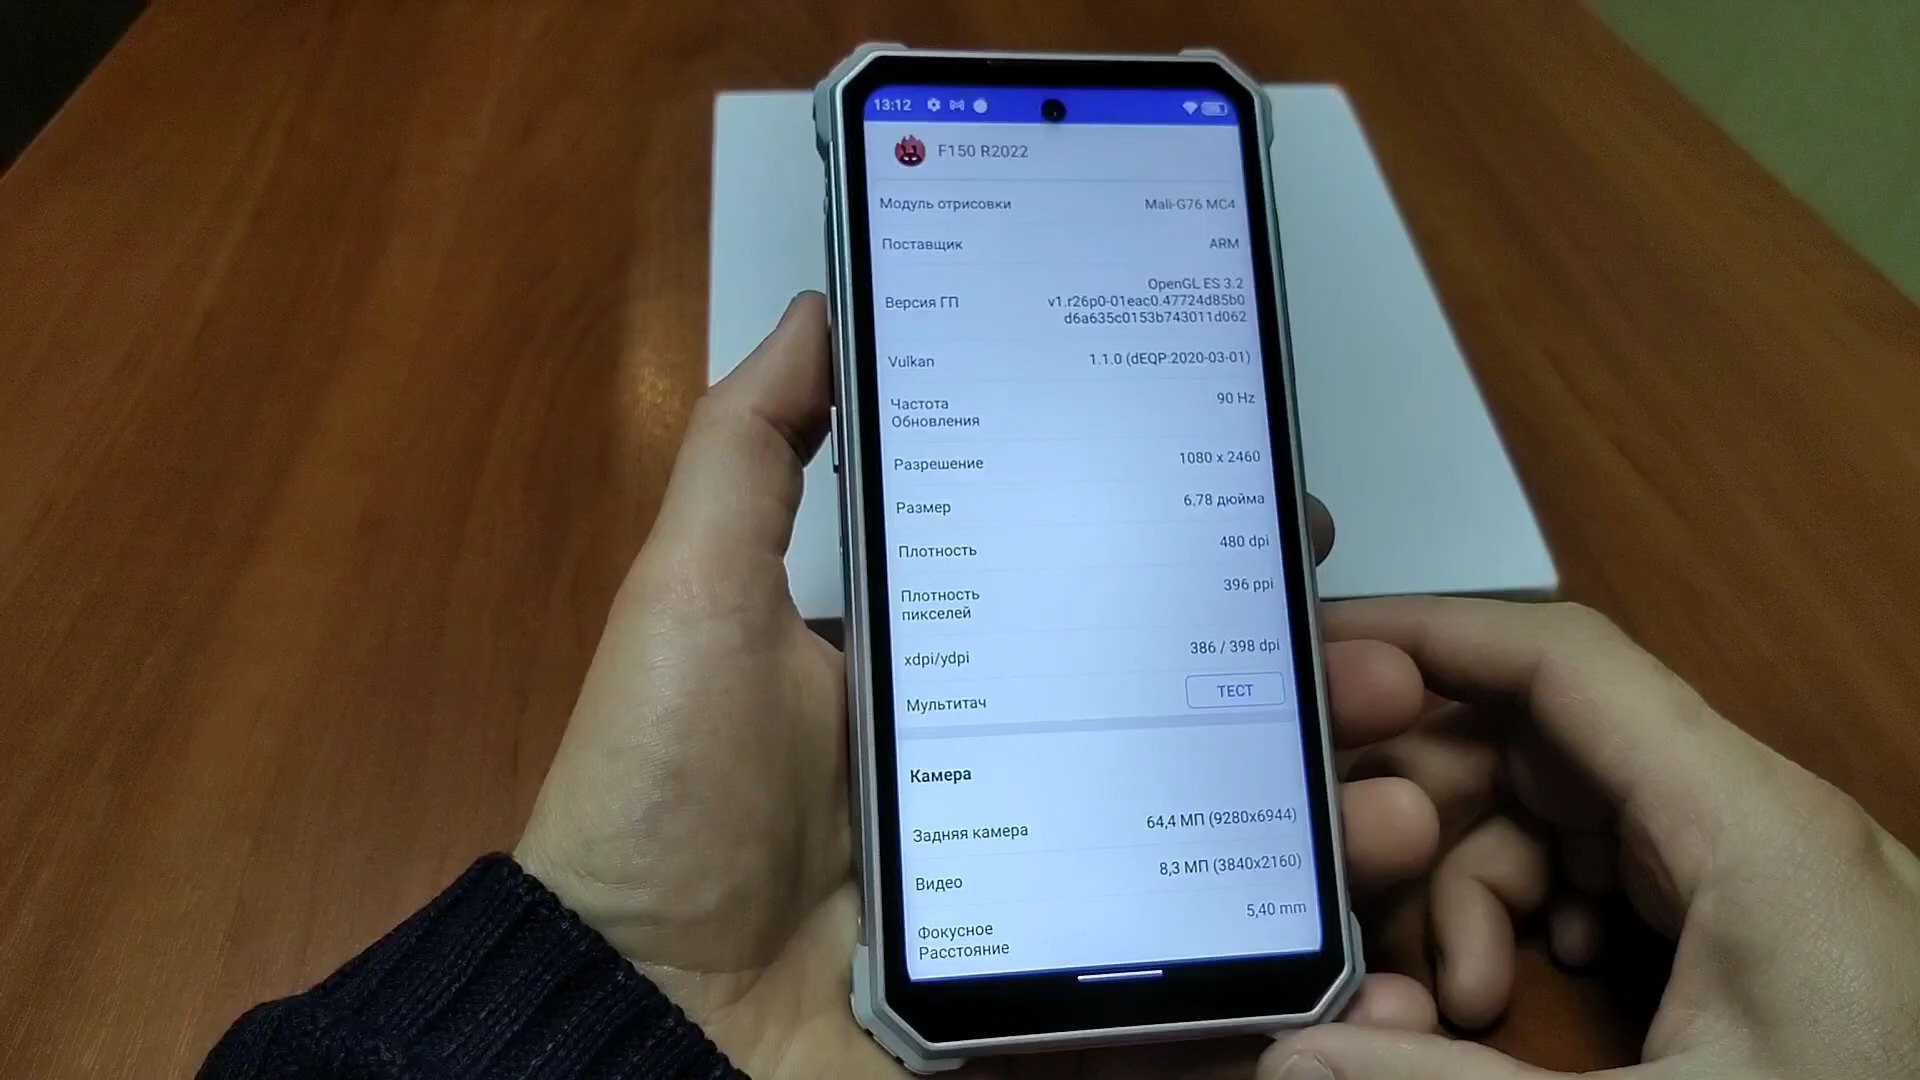 13:12
F150 R2022
Модуль отрисовки Mali-G76 MC4
Поставщик ARM
Версия ГП OpenGL ES 3.2
v1.r26p0-01eac0.47724d85b0
d6a635c0153b743011d062
Vulkan 1.1.0 (dEQP:2020-03-01)
Частота 90 Hz
Обновления
Разрешение 1080 x 2460
Размер 6.78 дюйма
Плотность 480 dpi
Плотность 396 ppi
пикселей
xdpi/ydpi 386 / 398 dpi
Мультитач ТЕСТ
Камера
Задняя камера 64,4 МП (9280x6944)
Видео 8,3 МП (3840x2160)
Фокусное 5,40 mm
Расстояние